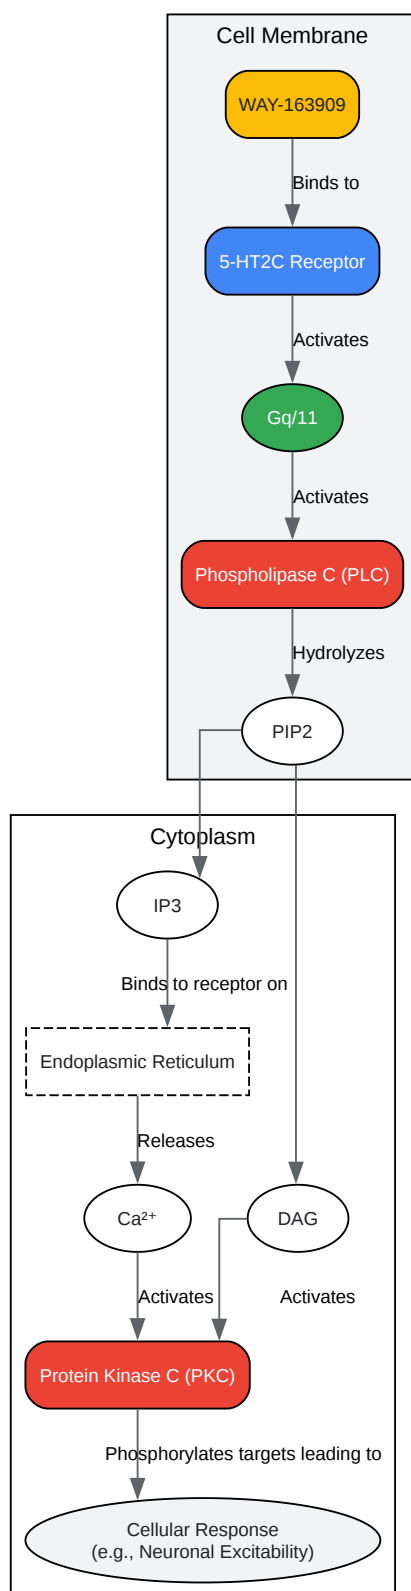 Cell Membrane
WAY-163909
Binds to
5-HT2C Receptor
Activates
Gq/11
Activates
Phospholipase C (PLC)
Hydrolyzes
PIP2
Cytoplasm
IP3
Binds to receptor on
Endoplasmic Reticulum
Releases
Ca²⁺
DAG
Activates
Activates
Protein Kinase C (PKC)
Phosphorylates targets leading to
Cellular Response
(e.g., Neuronal Excitability)